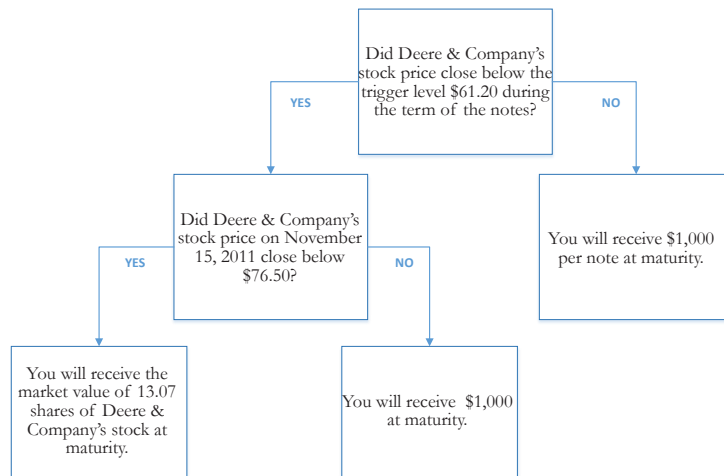 Did Deere & Company's
stock price close below the
trigger level $61.20 during
the term of the notes?
YES
NO
Did Deere & Company's
stock price on November
15, 2011 close below
$76.50?
You will receive $1,000
per note at maturity.
YES
NO
You will receive the
market value of 13.07
shares of Deere &
Company's stock at
maturity.
You will receive $1,000
at maturity.